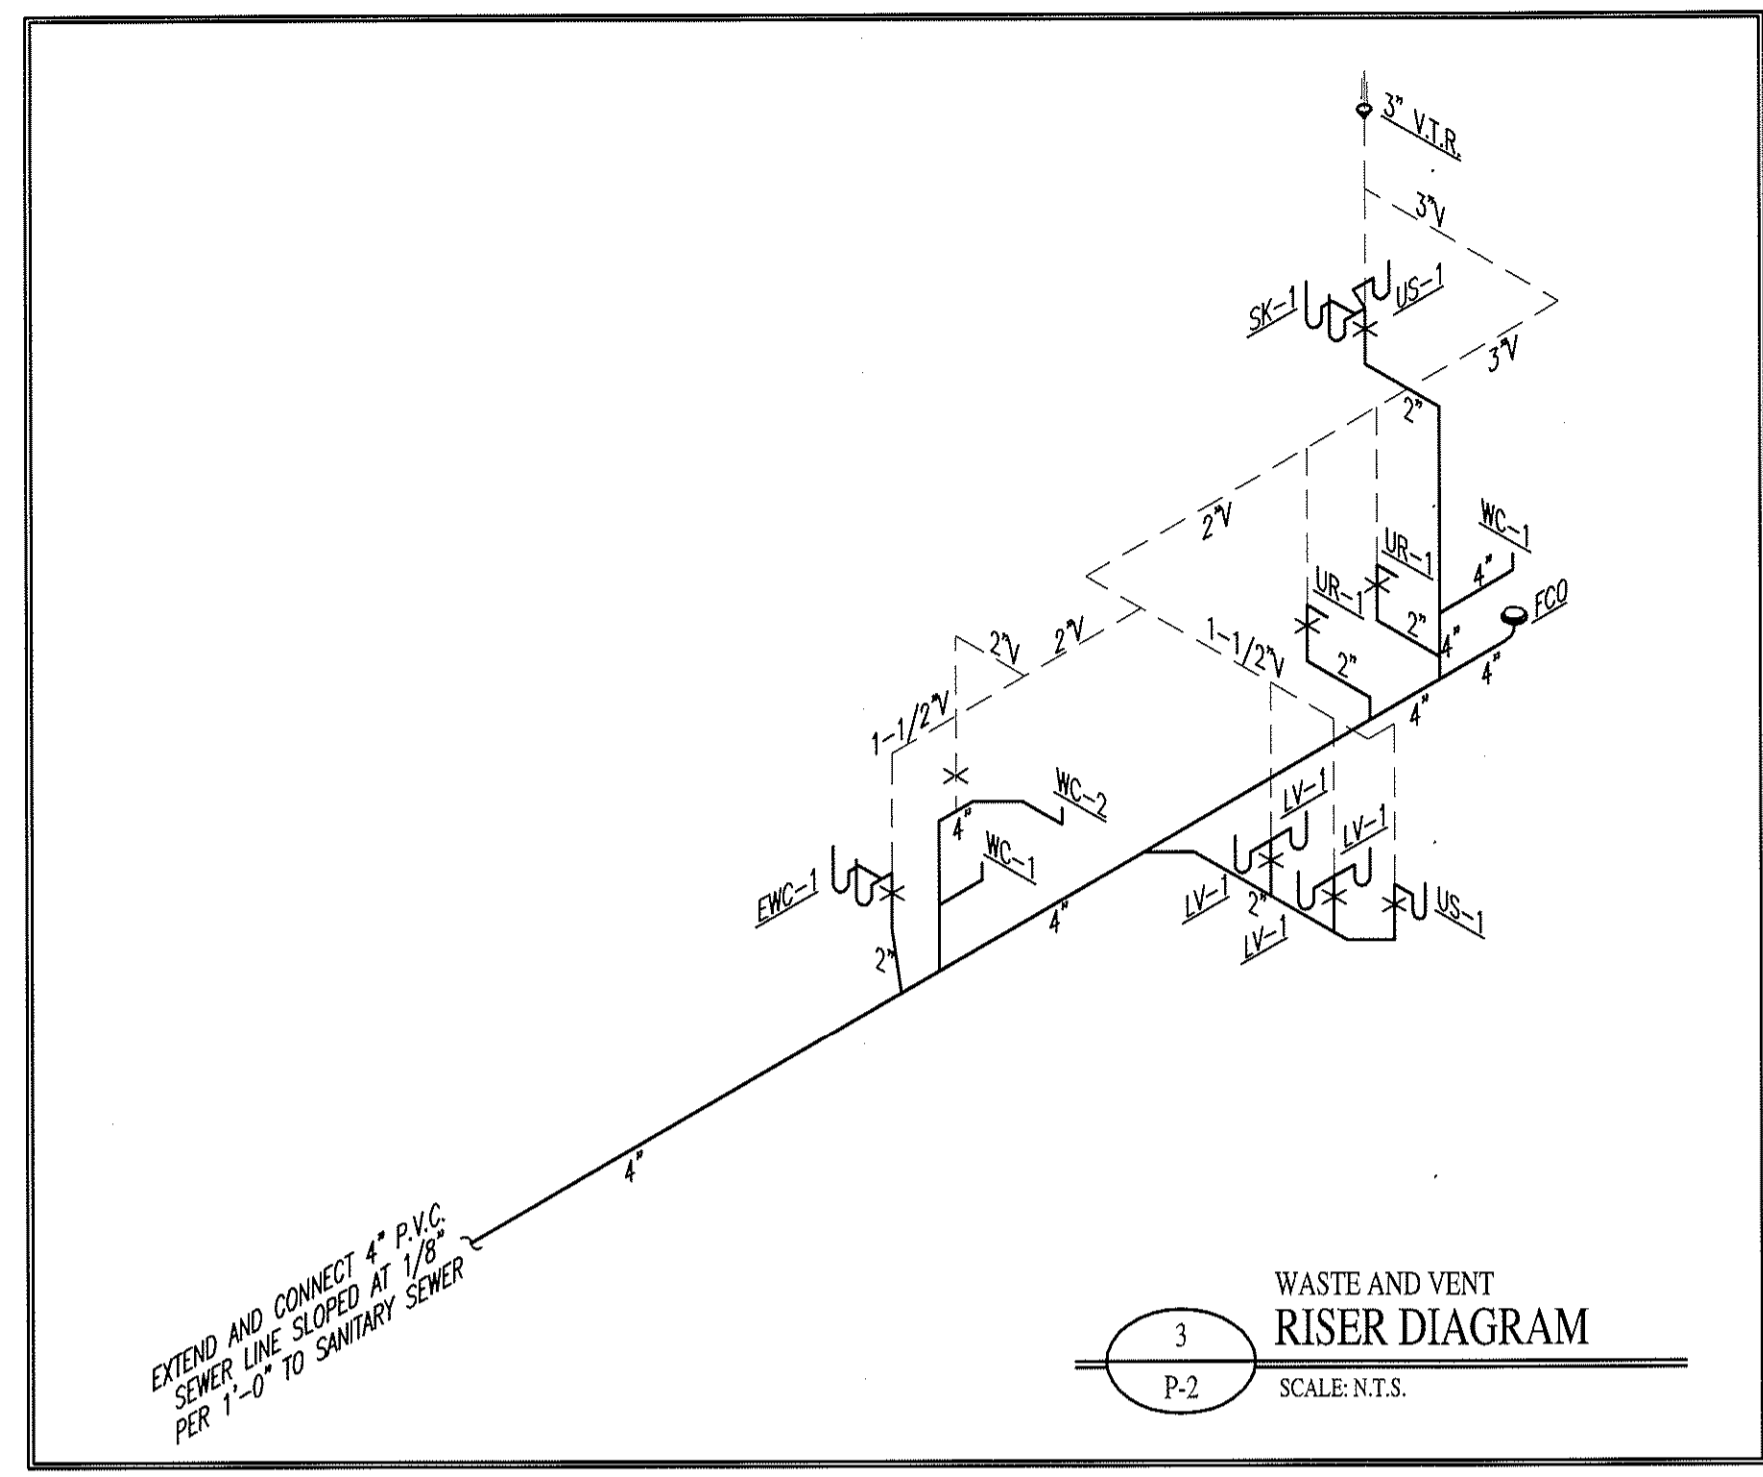 3" V.T.R.
3"V
SK-1
US-1
3"V
2"
2"V
WC-1
UR-1
4"
UR-1
FCO
2"
4"
2"V
2"V
1-1/2"V
2"
4"
4"
1-1/2"V
WC-2
LV-1
4"
LV-1
WC-1
EWC-1
LV-1
2"
US-1
4"
LV-1
2"
4"
EXTEND AND CONNECT 4" P.V.C.
SEWER LINE SLOPED AT 1/8"
PER 1'-0" TO SANITARY SEWER
WASTE AND VENT
3
RISER DIAGRAM
P-2
SCALE: N.T.S.